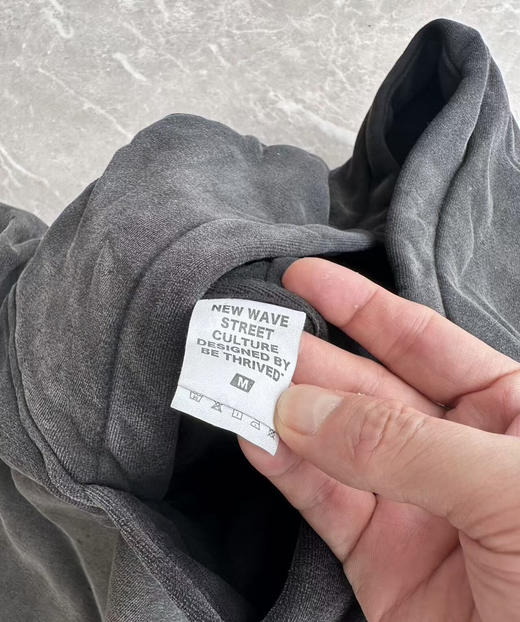 NEW WAVE
STREET
CULTURE
DESIGNED BY
BE THRIVED
M